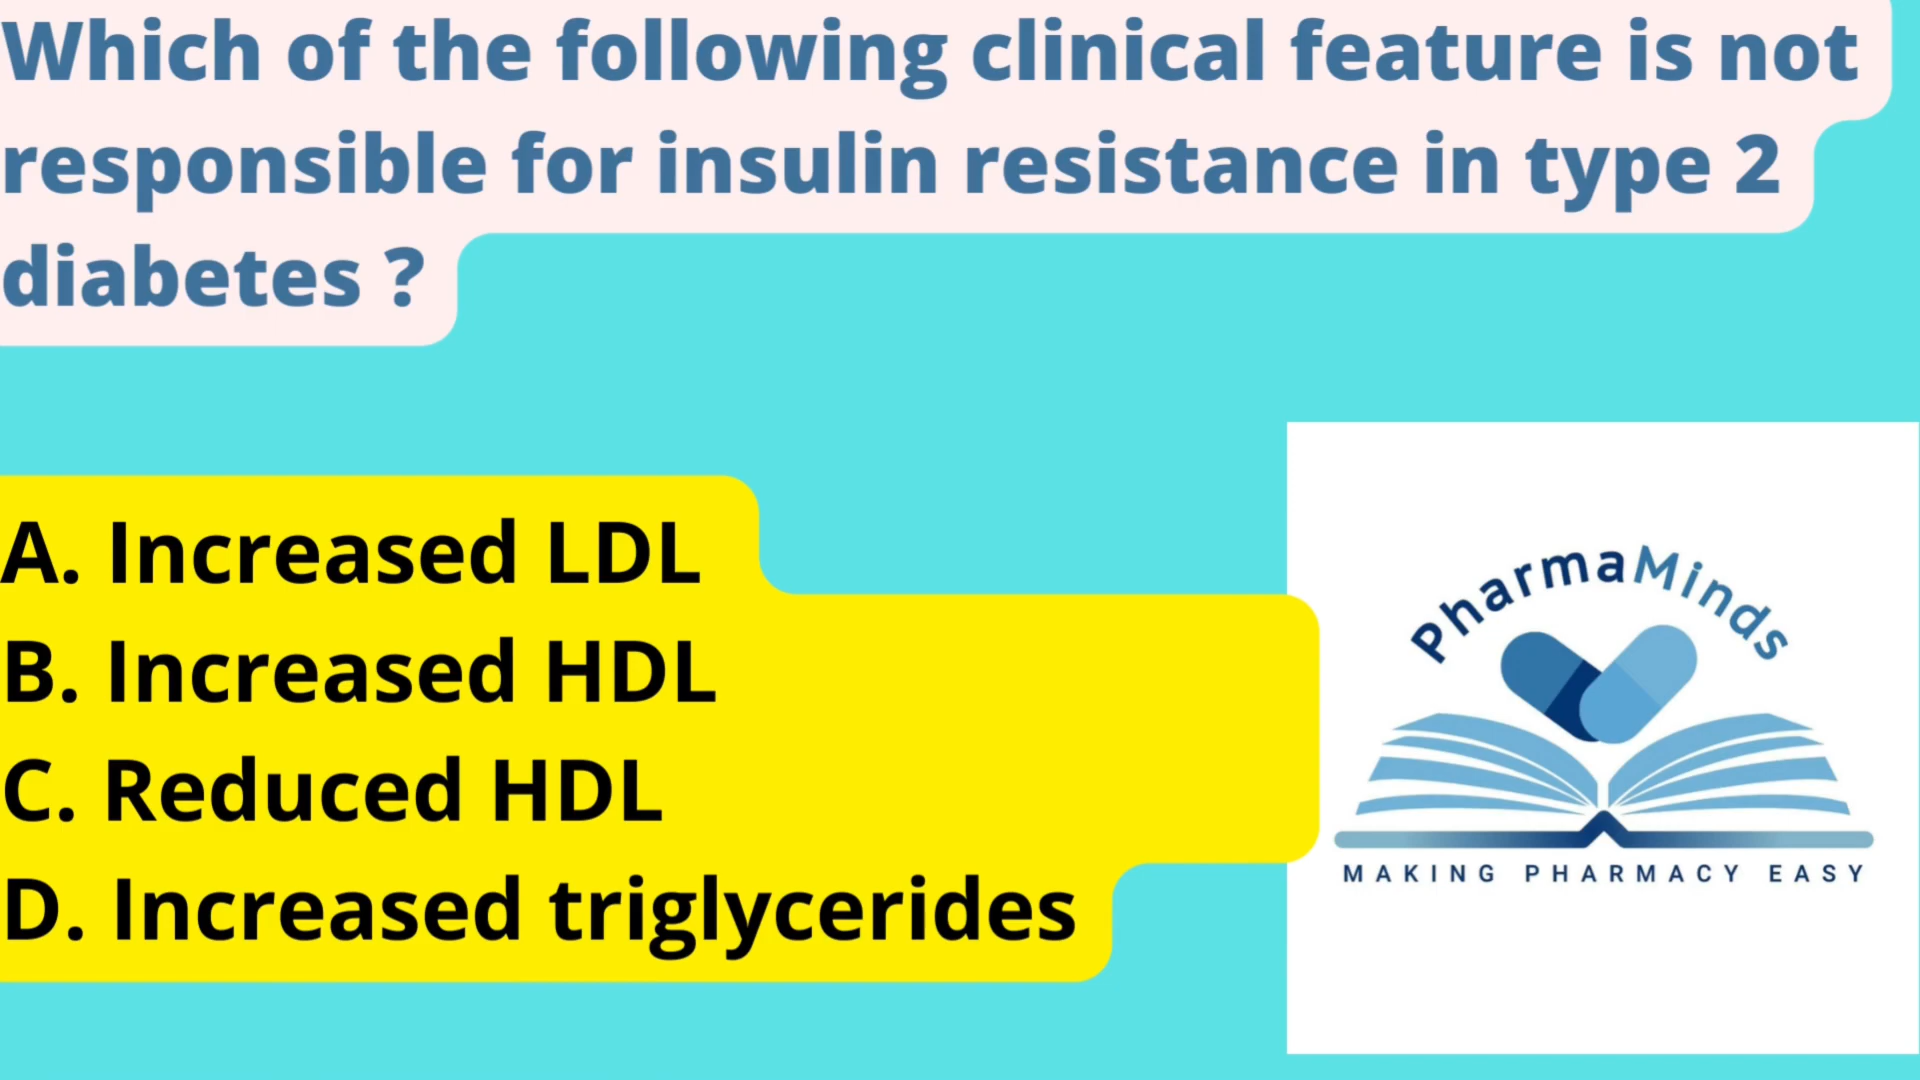 Which of the following clinical feature is not
responsible for insulin resistance in type 2
diabetes ?
A. Increased LDL
B. Increased HDL
C. Reduced HDL
D. Increased triglycerides
PharmaMinds
MAKING PHARMACY EASY